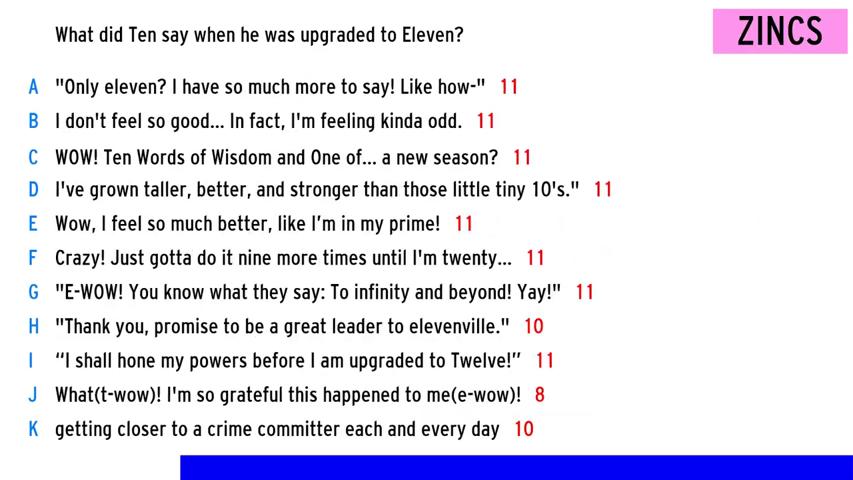 What did Ten say when he was upgraded to Eleven?
ZINCS
A "Only eleven? I have so much more to say! Like how-" 11
B I don't feel so good... In fact, I'm feeling kinda odd. 11
C WOW! Ten Words of Wisdom and One of... a new season? 11
D I've grown taller, better, and stronger than those little tiny 10's." 11
E Wow, I feel so much better, like I’m in my prime! 11
F Crazy! Just gotta do it nine more times until I'm twenty... 11
G "E-WOW! You know what they say: To infinity and beyond! Yay!" 11
H "Thank you, promise to be a great leader to elevenville." 10
I “I shall hone my powers before I am upgraded to Twelve!” 11
J What(t-wow)! I'm so grateful this happened to me(e-wow)! 8
K getting closer to a crime committer each and every day 10